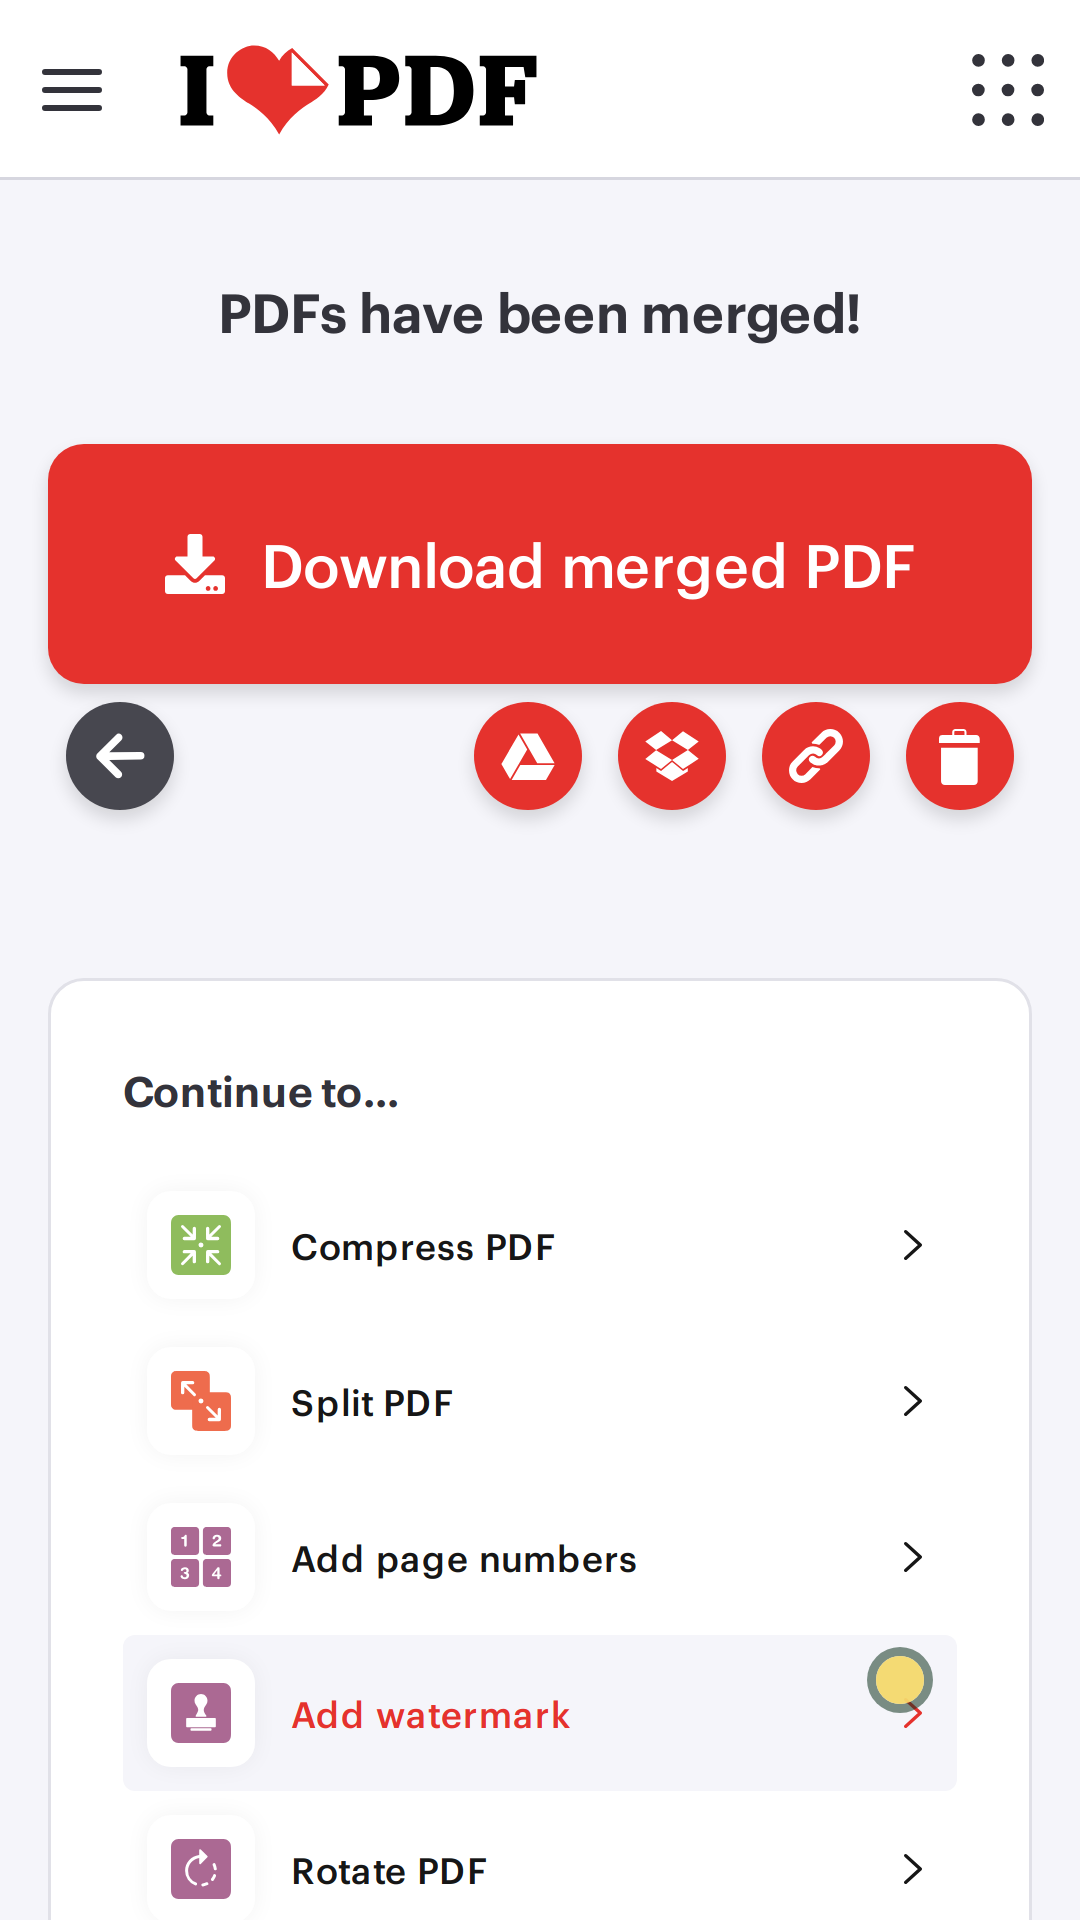 I PDF
PDFs have been merged!
Download merged PDF
Continue to...
Compress PDF
Split PDF
1 2
3 4
Add page numbers
Add watermark
Rotate PDF